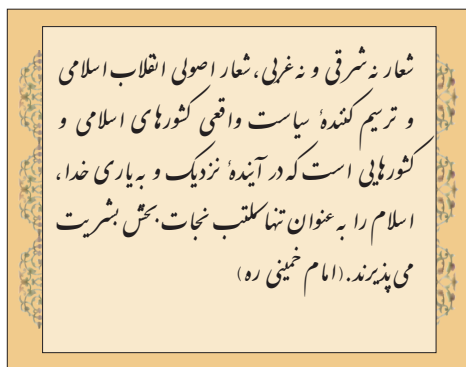 شعار نه شرقی و نه غربی، شعار اصولی انقلاب اسلامی
و ترسیم کنندهٔ سیاست واقعی کشورهای اسلامی و
کشورهایی است که در آیندهٔ نزدیک و به یاری خدا،
اسلام را به عنوان تنها مکتب نجات بخش بشریت
می پذیرند. (امام خمینی ره)